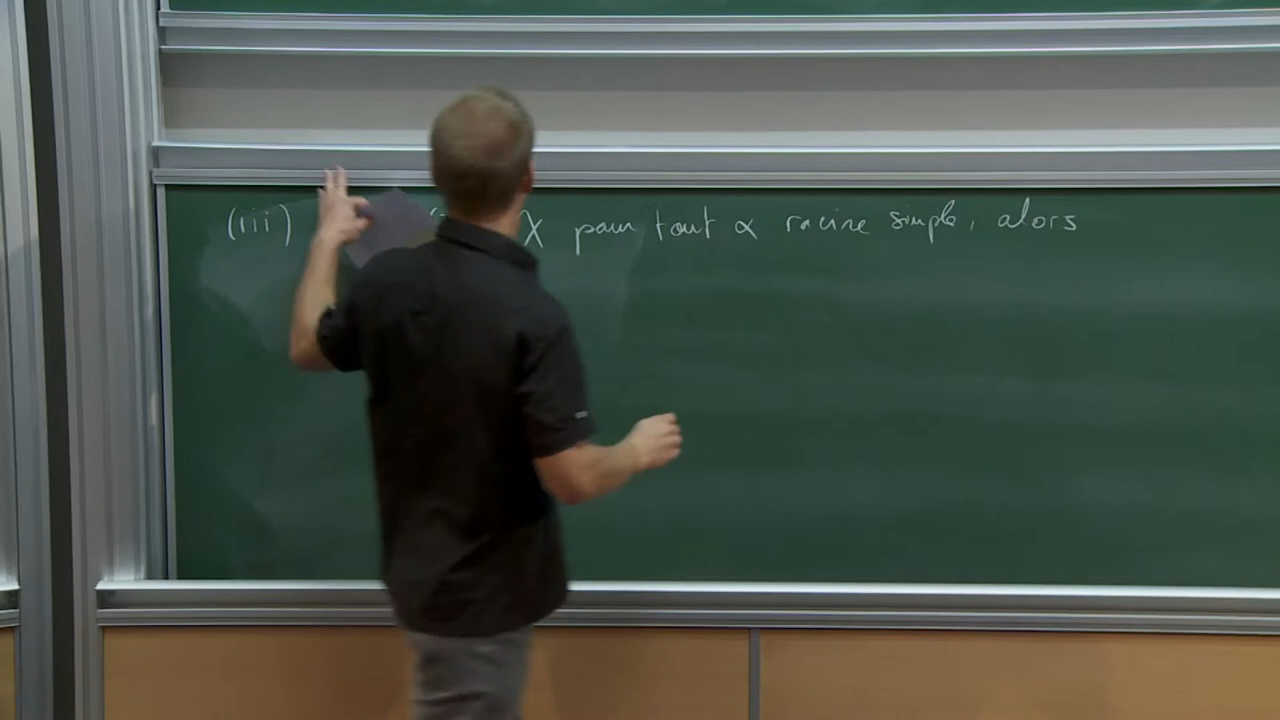 (iii) χ pour tout α racine simple, alors